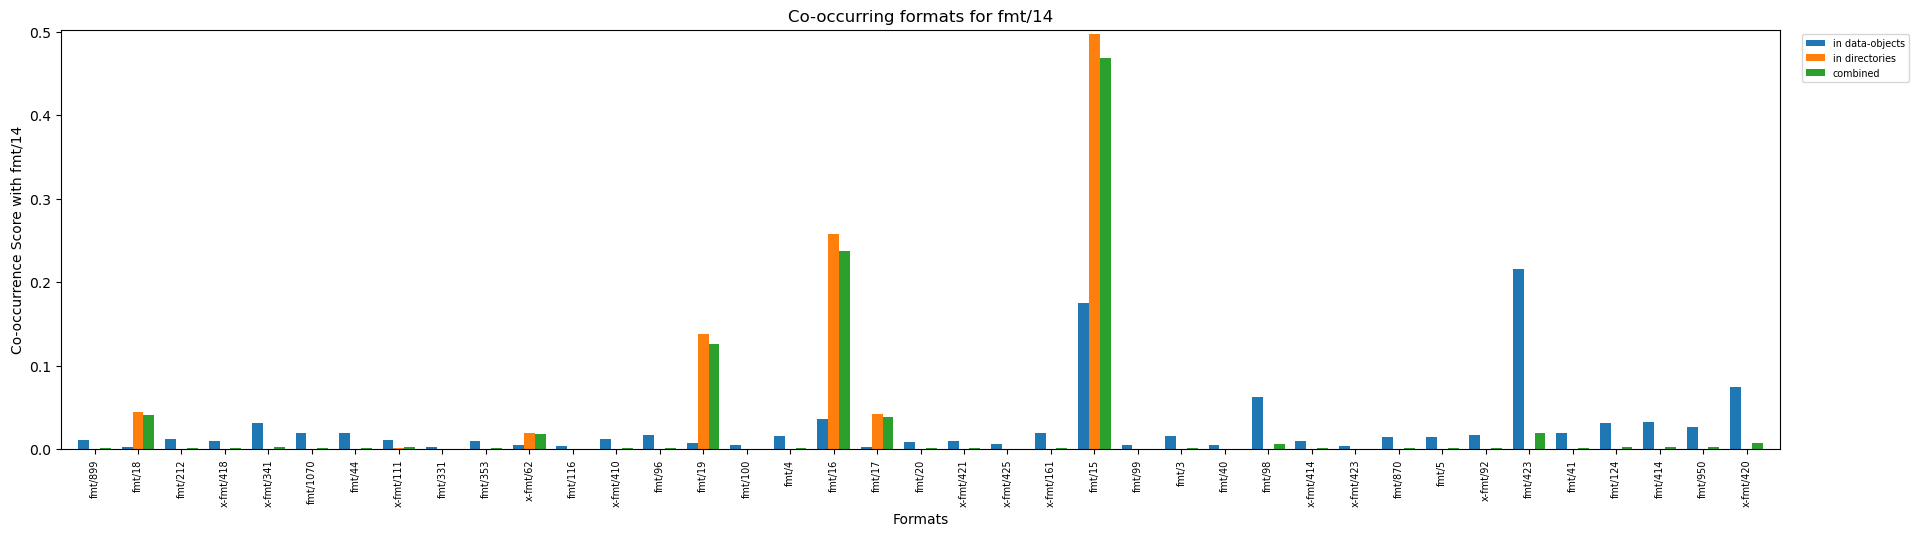 Co-occurring formats for fmt/14
in data-objects
in directories
combined
Co-occurrence Score with fmt/14
0.5
0.4
0.3
0.2
0.1
0.0
fmt/899
fmt/18
fmt/212
x-fmt/418
x-fmt/341
fmt/1070
fmt/44
x-fmt/111
fmt/331
fmt/353
x-fmt/62
fmt/116
x-fmt/410
fmt/96
fmt/19
fmt/100
fmt/4
fmt/16
fmt/17
fmt/20
x-fmt/421
x-fmt/425
x-fmt/161
fmt/15
fmt/99
fmt/3
fmt/40
fmt/98
x-fmt/414
x-fmt/423
fmt/870
fmt/5
x-fmt/92
fmt/423
fmt/41
fmt/124
fmt/414
fmt/950
x-fmt/420
Formats